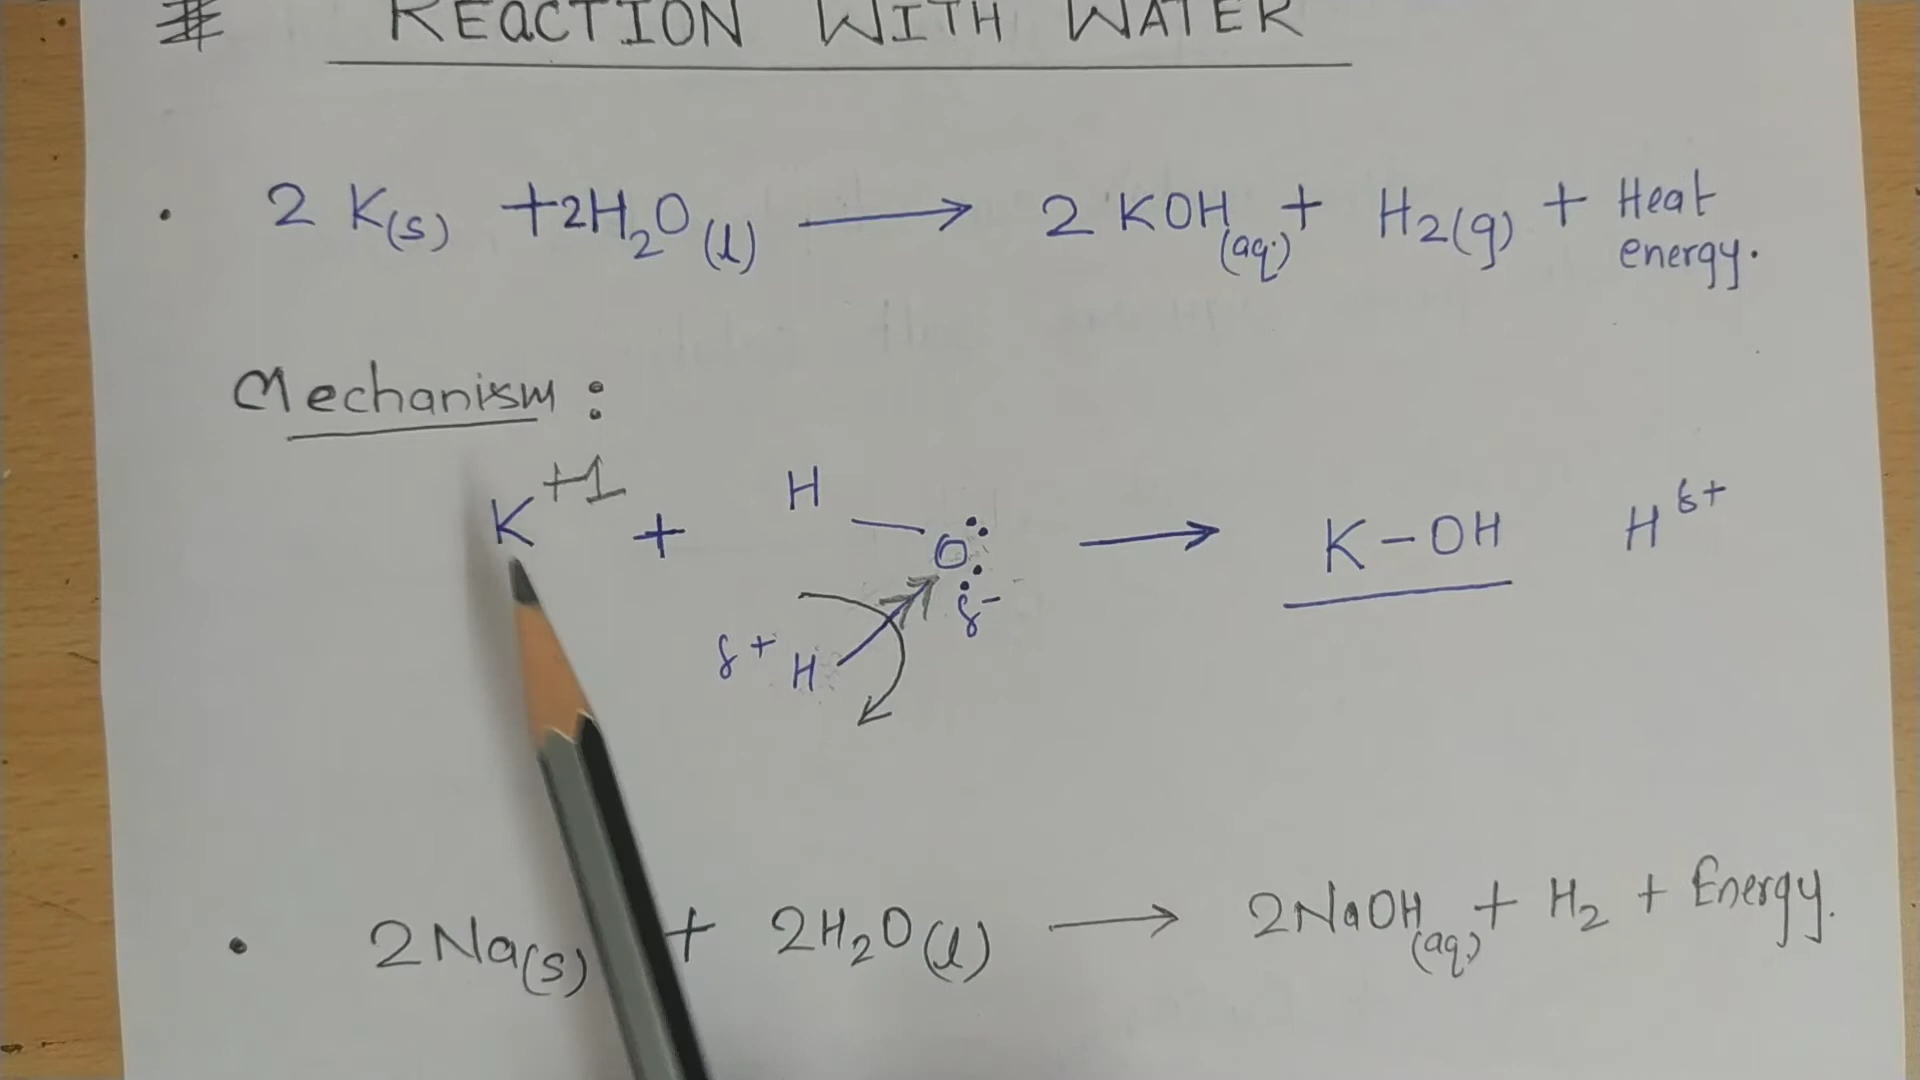 # REACTION WITH WATER
• 2 K(s) + 2H₂O (l) ⟶ 2 KOH (aq.) + H₂(g) + Heat energy.
Mechanism :
K⁺¹ + H – O δ⁻ δ⁺ H ⟶ K – OH H δ⁺
• 2Na(s) + 2H₂O (l) ⟶ 2NaOH (aq) + H₂ + Energy.